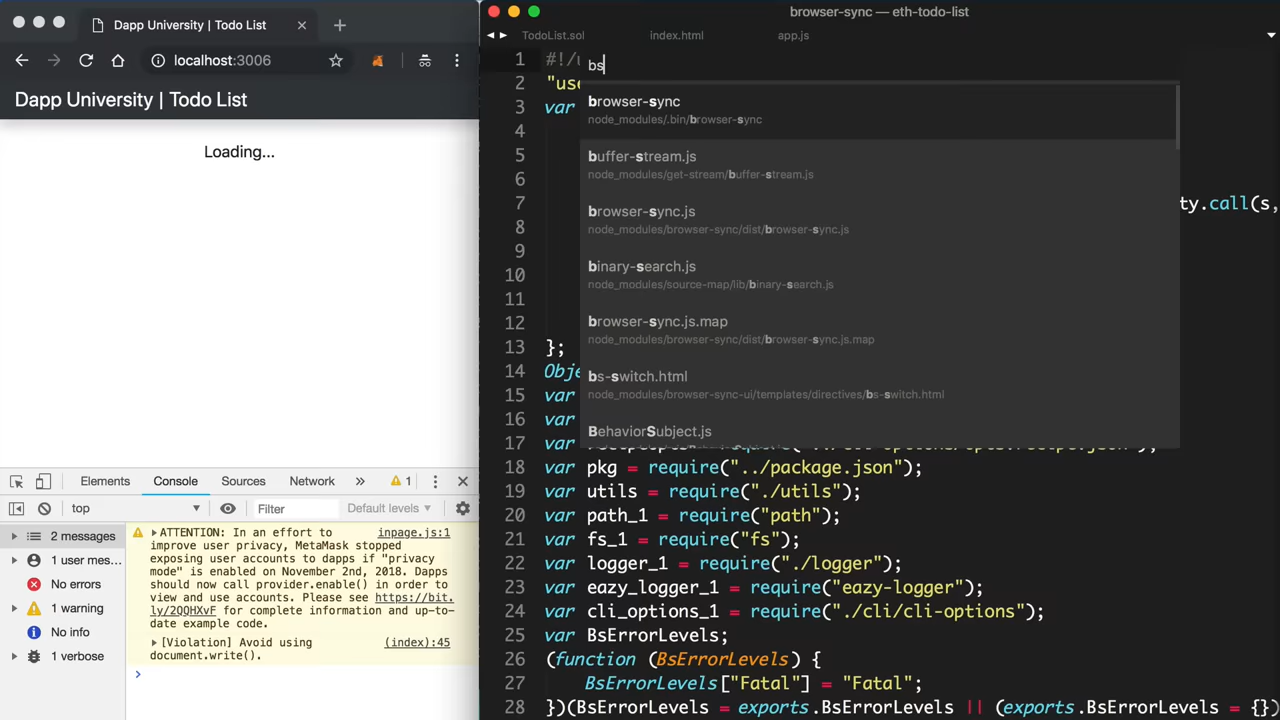 Dapp University | Todo List
localhost:3006
Dapp University | Todo List
Loading...
Elements
Console
Sources
Network
1
top
Filter
Default levels
2 messages
1 user mes...
No errors
1 warning
No info
1 verbose
ATTENTION: In an effort to
inpage.js:1
improve user privacy, MetaMask stopped
exposing user accounts to dapps if "privacy
mode" is enabled on November 2nd, 2018. Dapps
should now call provider.enable() in order to
view and use accounts. Please see https://bit.
ly/2QQHXvF for complete information and up-to-
date example code.
[Violation] Avoid using
(index):45
document.write().
browser-sync — eth-todo-list
TodoList.sol
index.html
app.js
bs
browser-sync
node_modules/.bin/browser-sync
buffer-stream.js
node_modules/get-stream/buffer-stream.js
browser-sync.js
node_modules/browser-sync/dist/browser-sync.js
binary-search.js
node_modules/source-map/lib/binary-search.js
browser-sync.js.map
node_modules/browser-sync/dist/browser-sync.js.map
bs-switch.html
node_modules/browser-sync-ui/templates/directives/bs-switch.html
BehaviorSubject.js
1 #!/u
2 "use
3 var
4
5
6
7 ty.call(s,
8
9
10
11
12
13 };
14 Obje
15 var
16 var
17 var
18 var pkg = require("../package.json");
19 var utils = require("./utils");
20 var path_1 = require("path");
21 var fs_1 = require("fs");
22 var logger_1 = require("./logger");
23 var eazy_logger_1 = require("eazy-logger");
24 var cli_options_1 = require("./cli/cli-options");
25 var BsErrorLevels;
26 (function (BsErrorLevels) {
27 BsErrorLevels["Fatal"] = "Fatal";
28 })(BsErrorLevels = exports.BsErrorLevels || (exports.BsErrorLevels = {})